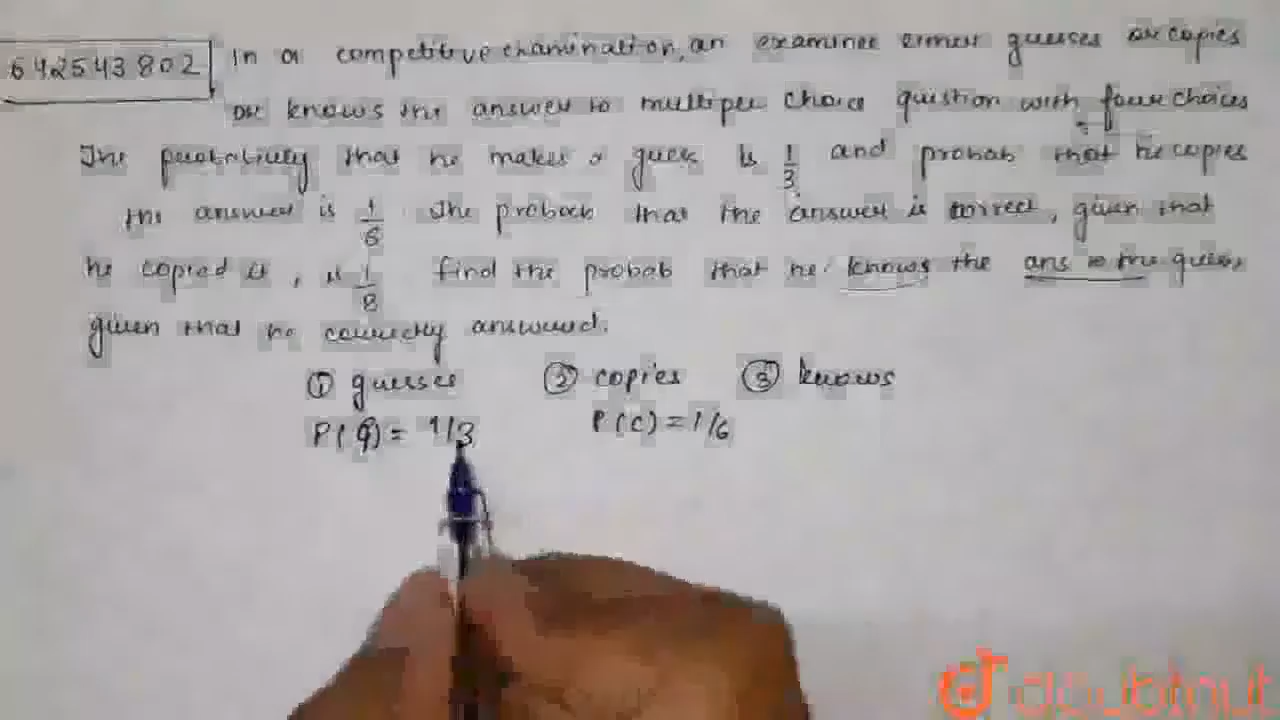 642543802
In a competitive examination, an examinee either guesses or copies
or knows the answer to multiple choice question with four choices
The probability that he makes a guess is 1/3 and probab that he copies
the answer is 1/6. The probab that the answer is correct, given that
he copied it, is 1/8 find the probab that he knows the ans to the ques,
given that he correctly answered.
① guesses ② copies ③ knows
P(G) = 1/3 P(C) = 1/6
doubtnut